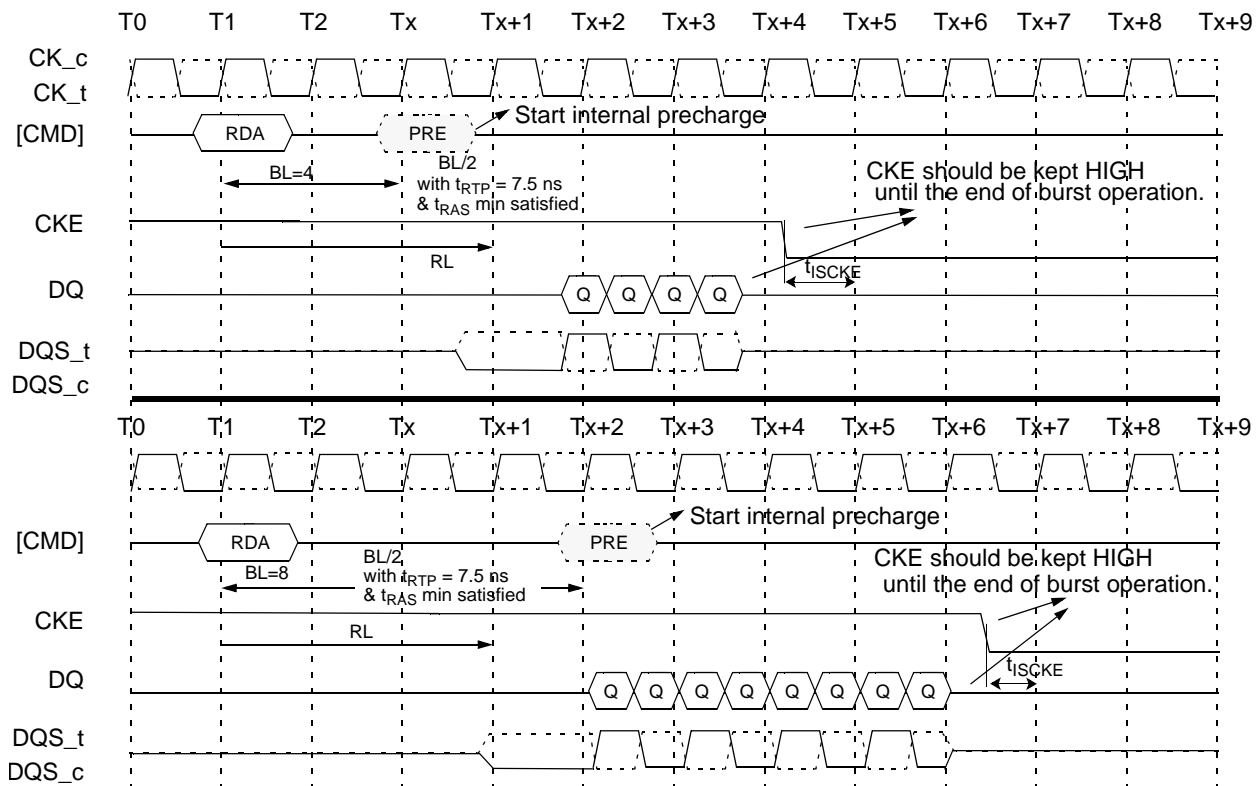 T0 T1 T2 Tx Tx+1 Tx+2 Tx+3 Tx+4 Tx+5 Tx+6 Tx+7 Tx+8 Tx+9
CK_c
CK_t
[CMD] RDA PRE Start internal precharge
BL=4 BL/2
with tRTP = 7.5 ns
& tRAS min satisfied
CKE should be kept HIGH
until the end of burst operation.
CKE
RL
tISCKE
DQ Q Q Q Q
DQS_t
DQS_c
T0 T1 T2 Tx Tx+1 Tx+2 Tx+3 Tx+4 Tx+5 Tx+6 Tx+7 Tx+8 Tx+9
[CMD] RDA PRE Start internal precharge
BL=8 BL/2
with tRTP = 7.5 ns
& tRAS min satisfied
CKE should be kept HIGH
until the end of burst operation.
CKE
RL
tISCKE
DQ Q Q Q Q Q Q Q Q
DQS_t
DQS_c